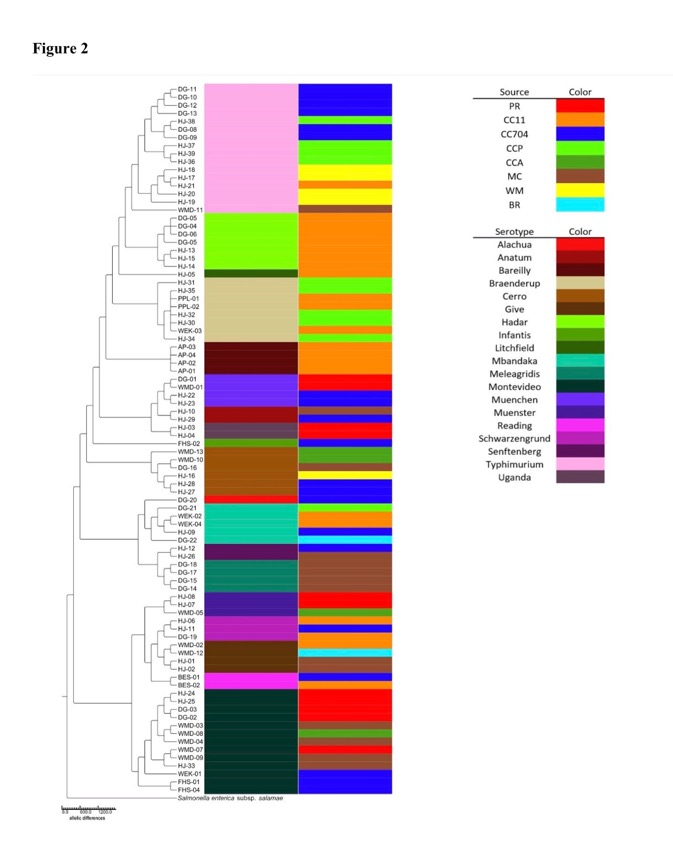 Figure 2
DG-11
DG-10
DG-12
DG-13
HJ-38
DG-08
DG-09
HJ-37
HJ-39
HJ-36
HJ-18
HJ-17
HJ-21
HJ-20
HJ-19
WMD-11
DG-05
DG-04
DG-06
DG-05
HJ-13
HJ-15
HJ-14
HJ-05
HJ-31
HJ-35
PPL-01
PPL-02
HJ-32
HJ-30
WEK-03
HJ-34
AP-03
AP-04
AP-02
AP-01
DG-01
WMD-01
HJ-22
HJ-23
HJ-10
HJ-29
HJ-03
HJ-04
FHS-02
WMD-13
WMD-10
DG-16
HJ-16
HJ-28
HJ-27
DG-20
DG-21
WEK-02
WEK-04
HJ-09
DG-22
HJ-12
HJ-26
DG-18
DG-17
DG-15
DG-14
HJ-08
HJ-07
WMD-05
HJ-06
HJ-11
DG-19
WMD-02
WMD-12
HJ-01
HJ-02
BES-01
BES-02
HJ-24
HJ-25
DG-03
DG-02
WMD-03
WMD-08
WMD-04
WMD-07
WMD-09
HJ-33
WEK-01
FHS-01
FHS-04
Salmonella enterica subsp. salamae
0.0 600.0 1200.0
allelic differences
Source Color
PR
CC11
CC704
CCP
CCA
MC
WM
BR
Serotype Color
Alachua
Anatum
Bareilly
Braenderup
Cerro
Give
Hadar
Infantis
Litchfield
Mbandaka
Meleagridis
Montevideo
Muenchen
Muenster
Reading
Schwarzengrund
Senftenberg
Typhimurium
Uganda